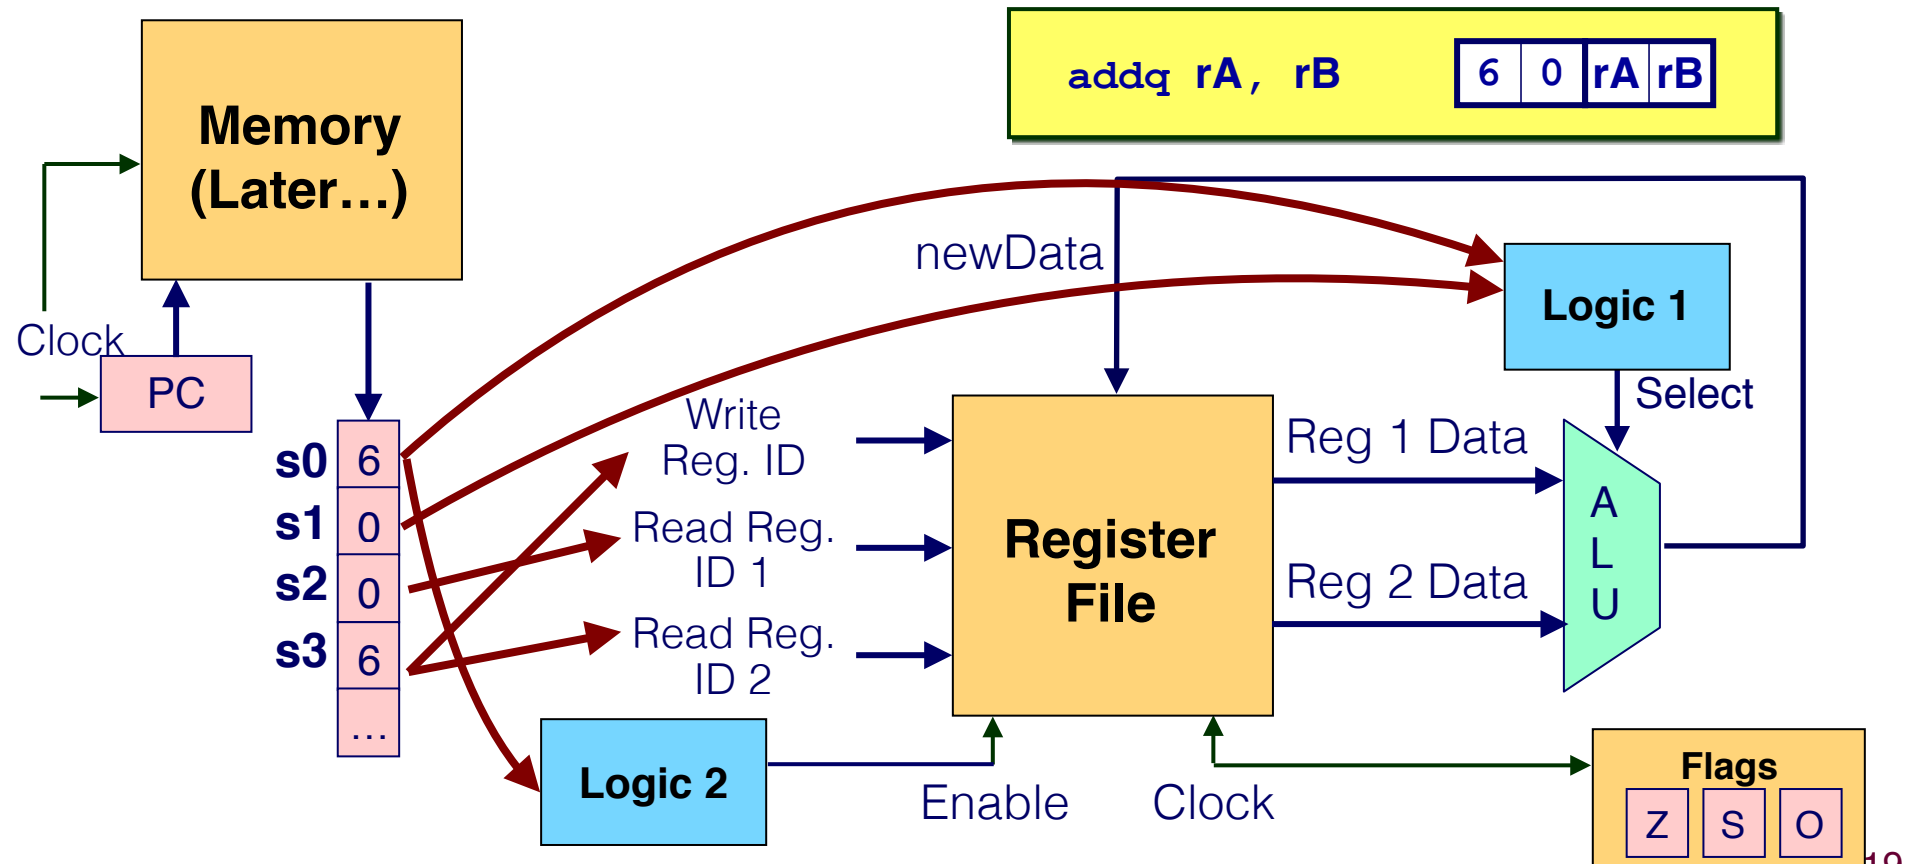 addq rA, rB
6 0 rA rB
Memory
(Later...)
Clock
PC
newData
Logic 1
Select
s0 6
s1 0
s2 0
s3 6
...
Write
Reg. ID
Read Reg.
ID 1
Read Reg.
ID 2
Register
File
Reg 1 Data
Reg 2 Data
A
L
U
Logic 2
Enable
Clock
Flags
Z S O
19